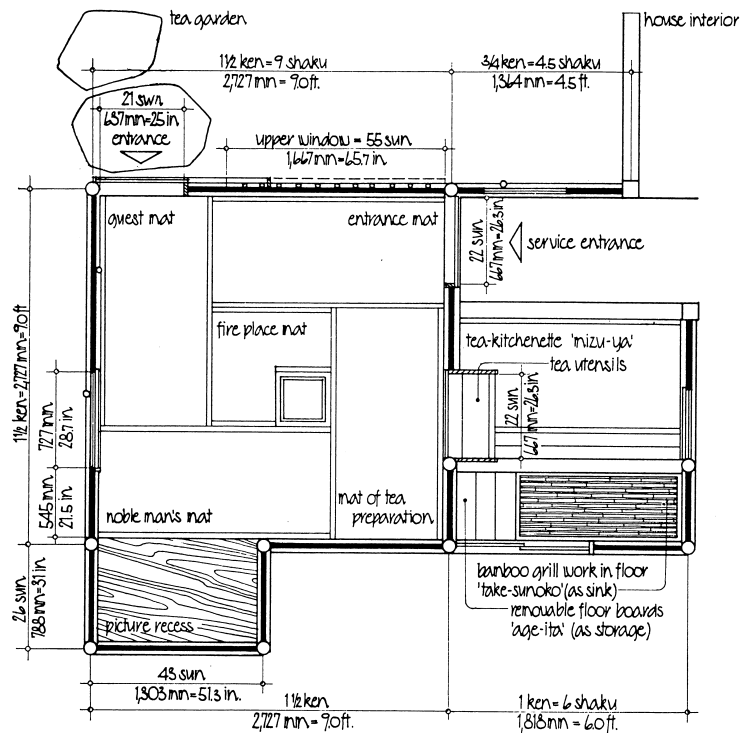 tea garden
house interior
1½ ken = 9 shaku
2,727 mm = 9.0 ft.
3/4 ken = 4.5 shaku
1,364 mm = 4.5 ft.
21 sun
637 mm = 25 in
entrance
upper window = 55 sun
1,667 mm = 65.7 in.
guest mat
entrance mat
22 sun
667 mm = 26.3 in
service entrance
fire place mat
tea-kitchenette 'mizu-ya'
tea utensils
1½ ken = 2,727 mm = 9.0 ft
727 mm
28.7 in.
22 sun
667 mm = 26.3 in
545 mm
21.5 in.
noble man's mat
mat of tea
preparation
26 sun
788 mm = 31 in
picture recess
bamboo grill work in floor
'take-sunoko' (as sink)
removable floor boards
'age-ita' (as storage)
43 sun
1,303 mm = 51.3 in.
1½ ken
2,727 mm = 9.0 ft.
1 ken = 6 shaku
1,818 mm = 6.0 ft.